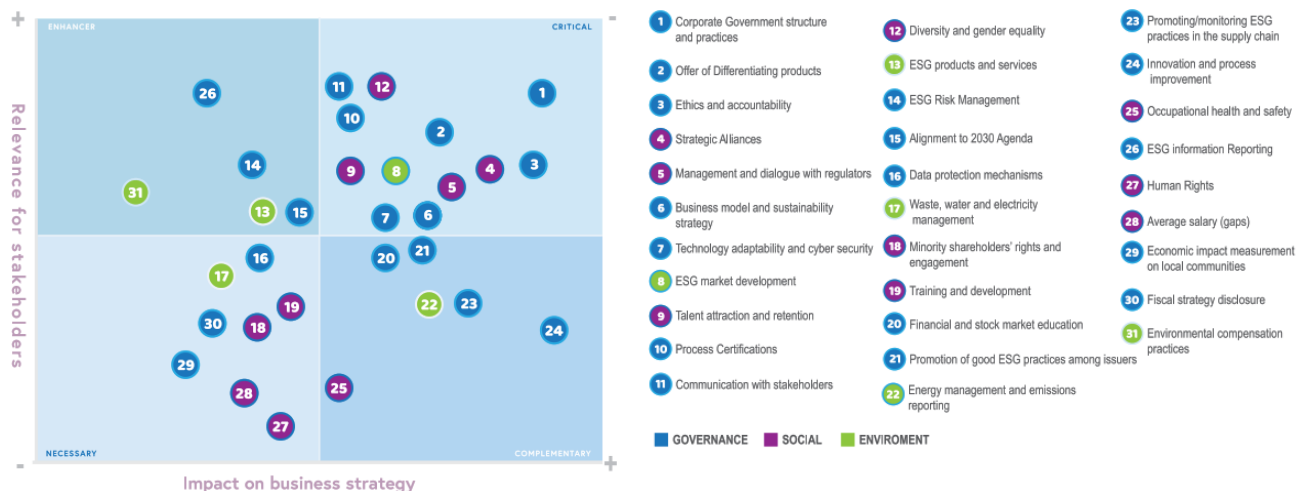 +
-
ENHANCER
CRITICAL
26
11
12
1
10
2
14
9
8
4
3
5
31
13
15
7
6
16
20
21
17
19
22
23
30
18
24
29
28
25
27
NECESSARY
COMPLEMENTARY
-
+
Relevance for stakeholders
Impact on business strategy
1 Corporate Government structure
and practices
2 Offer of Differentiating products
3 Ethics and accountability
4 Strategic Alliances
5 Management and dialogue with regulators
6 Business model and sustainability
strategy
7 Technology adaptability and cyber security
8 ESG market development
9 Talent attraction and retention
10 Process Certifications
11 Communication with stakeholders
12 Diversity and gender equality
13 ESG products and services
14 ESG Risk Management
15 Alignment to 2030 Agenda
16 Data protection mechanisms
17 Waste, water and electricity
management
18 Minority shareholders' rights and
engagement
19 Training and development
20 Financial and stock market education
21 Promotion of good ESG practices among issuers
22 Energy management and emissions
reporting
23 Promoting/monitoring ESG
practices in the supply chain
24 Innovation and process
improvement
25 Occupational health and safety
26 ESG information Reporting
27 Human Rights
28 Average salary (gaps)
29 Economic impact measurement
on local communities
30 Fiscal strategy disclosure
31 Environmental compensation
practices
GOVERNANCE
SOCIAL
ENVIROMENT